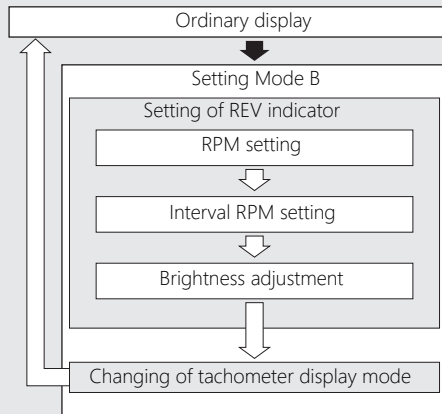 Ordinary display
Setting Mode B
Setting of REV indicator
RPM setting
Interval RPM setting
Brightness adjustment
Changing of tachometer display mode